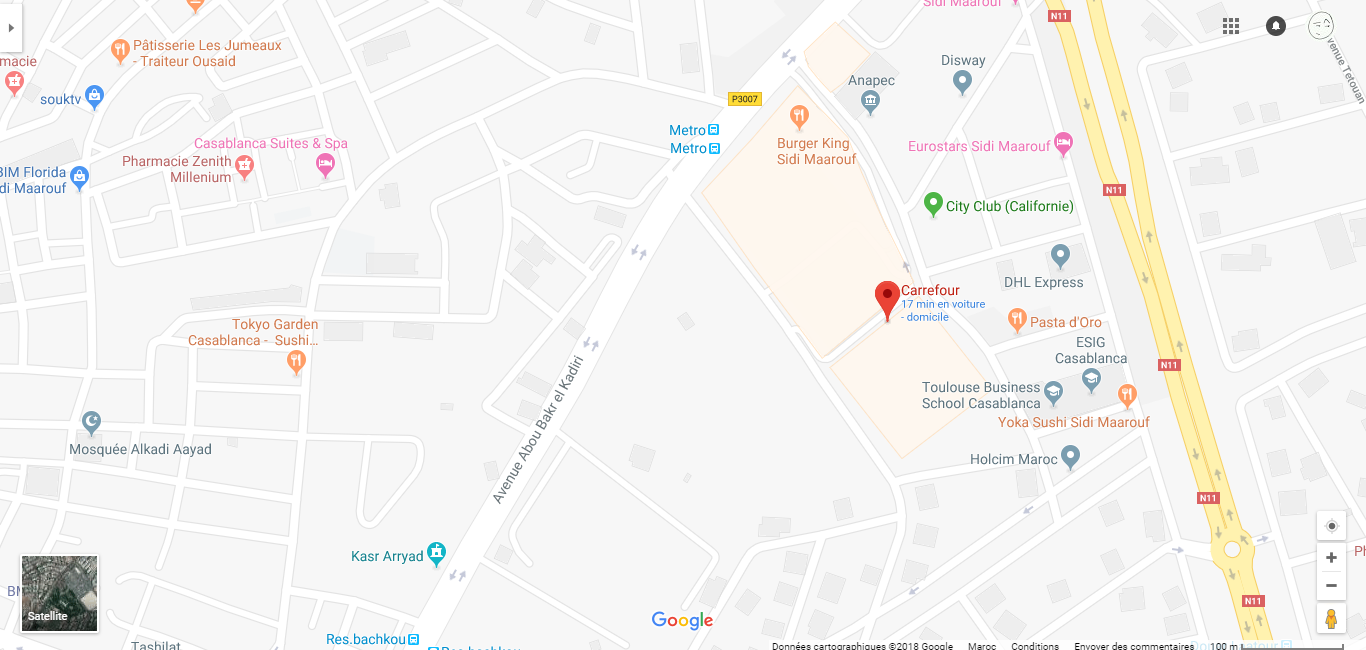 Sidi Maarouf
N11
Pâtisserie Les Jumeaux
- Traiteur Ousaid
macie
Disway
Anapec
souktv
P3007
venue Tetouan
Metro
Metro
Burger King
Sidi Maarouf
Casablanca Suites & Spa
Eurostars Sidi Maarouf
Pharmacie Zenith
Millenium
BIM Florida
di Maarouf
N11
City Club (Californie)
DHL Express
Carrefour
17 min en voiture
- domicile
Tokyo Garden
Casablanca - Sushi...
Pasta d'Oro
ESIG
Casablanca
N11
Avenue Abou Bakr el Kadiri
Toulouse Business
School Casablanca
Yoka Sushi Sidi Maarouf
Mosquée Alkadi Aayad
Holcim Maroc
N11
Kasr Arryad
Ph
BM
Satellite
N11
Google
Res.bachkou
Res.bachkou
Tashilat
Données cartographiques ©2018 Google
Maroc
Conditions
Envoyer des commentaires
100 m